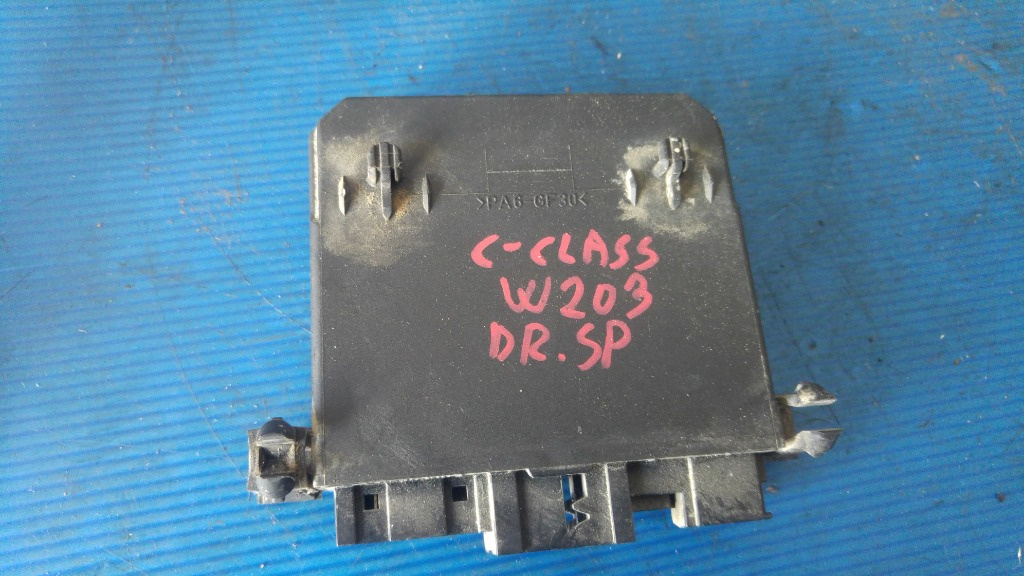 >PA6 GF30<
C-CLASS
W203
DR.SP